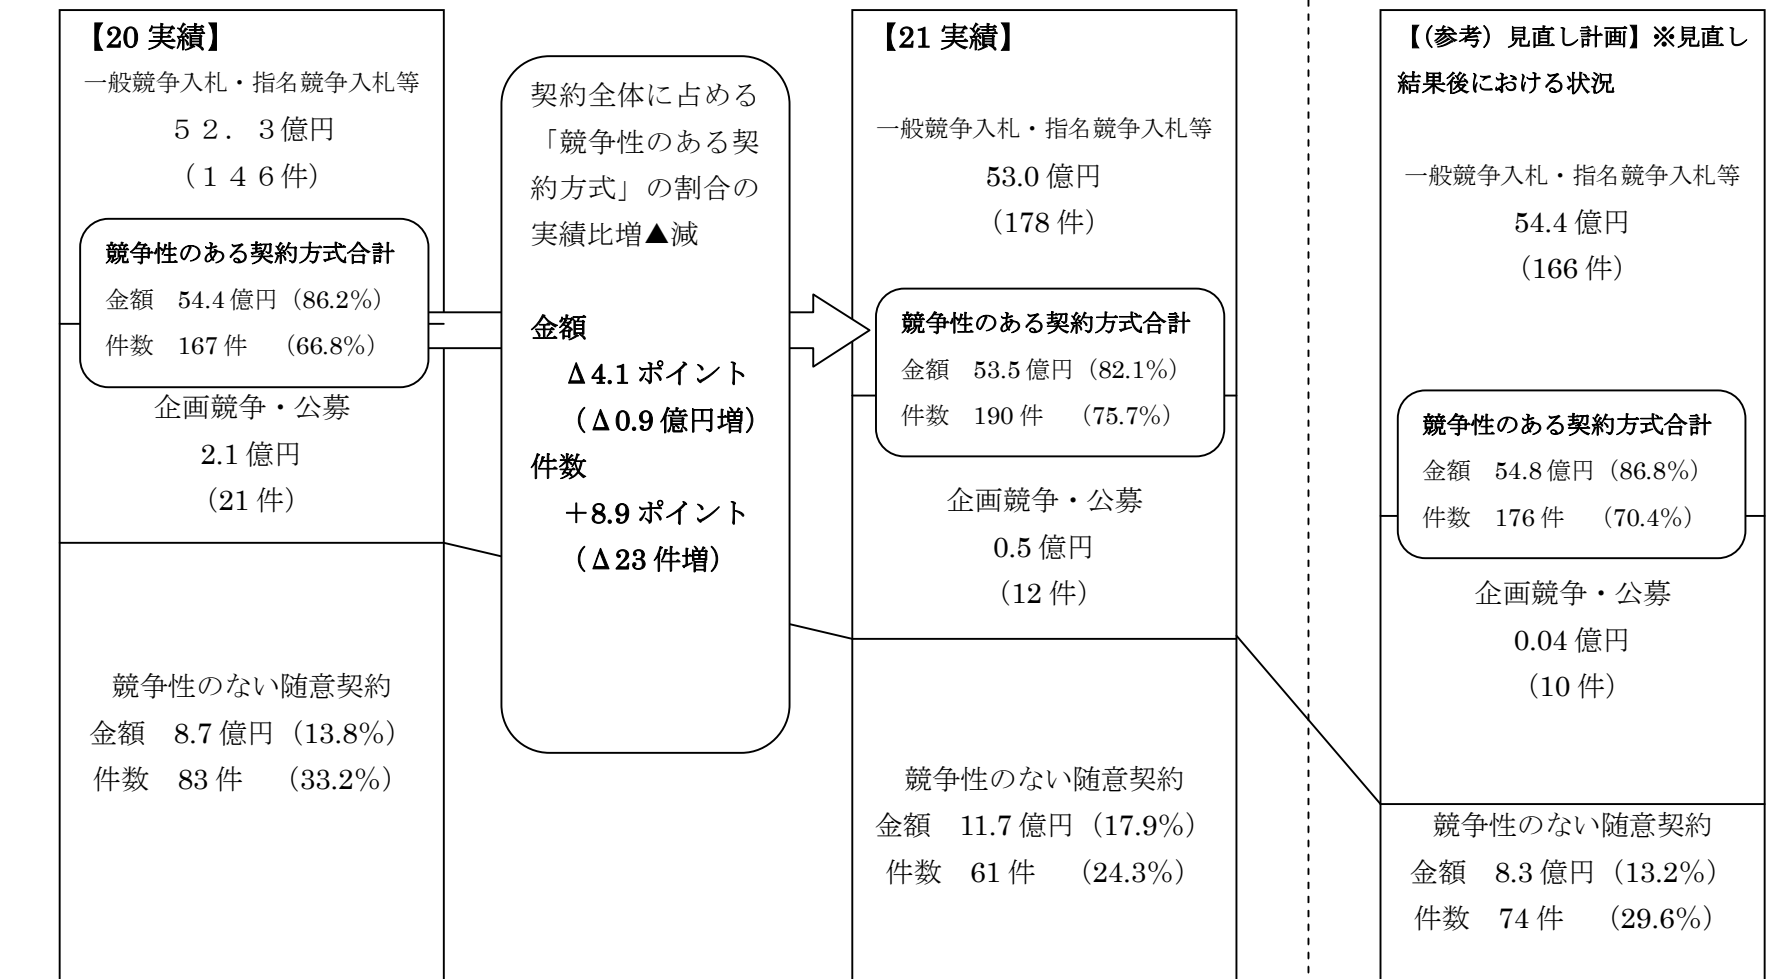 【20 実績】
一般競争入札・指名競争入札等
５２．３億円
（１４６件）
競争性のある契約方式合計
金額　54.4 億円（86.2%）
件数　167 件　（66.8%）
企画競争・公募
2.1 億円
（21 件）
競争性のない随意契約
金額　8.7 億円（13.8%）
件数　83 件　（33.2%）
契約全体に占める
「競争性のある契
約方式」の割合の
実績比増▲減
金額
Δ4.1 ポイント
（Δ0.9 億円増）
件数
＋8.9 ポイント
（Δ23 件増）
【21 実績】
一般競争入札・指名競争入札等
53.0 億円
（178 件）
競争性のある契約方式合計
金額　53.5 億円（82.1%）
件数　190 件　（75.7%）
企画競争・公募
0.5 億円
（12 件）
競争性のない随意契約
金額　11.7 億円（17.9%）
件数　61 件　（24.3%）
【（参考）見直し計画】※見直し
結果後における状況
一般競争入札・指名競争入札等
54.4 億円
（166 件）
競争性のある契約方式合計
金額　54.8 億円（86.8%）
件数　176 件　（70.4%）
企画競争・公募
0.04 億円
（10 件）
競争性のない随意契約
金額　8.3 億円（13.2%）
件数　74 件　（29.6%）